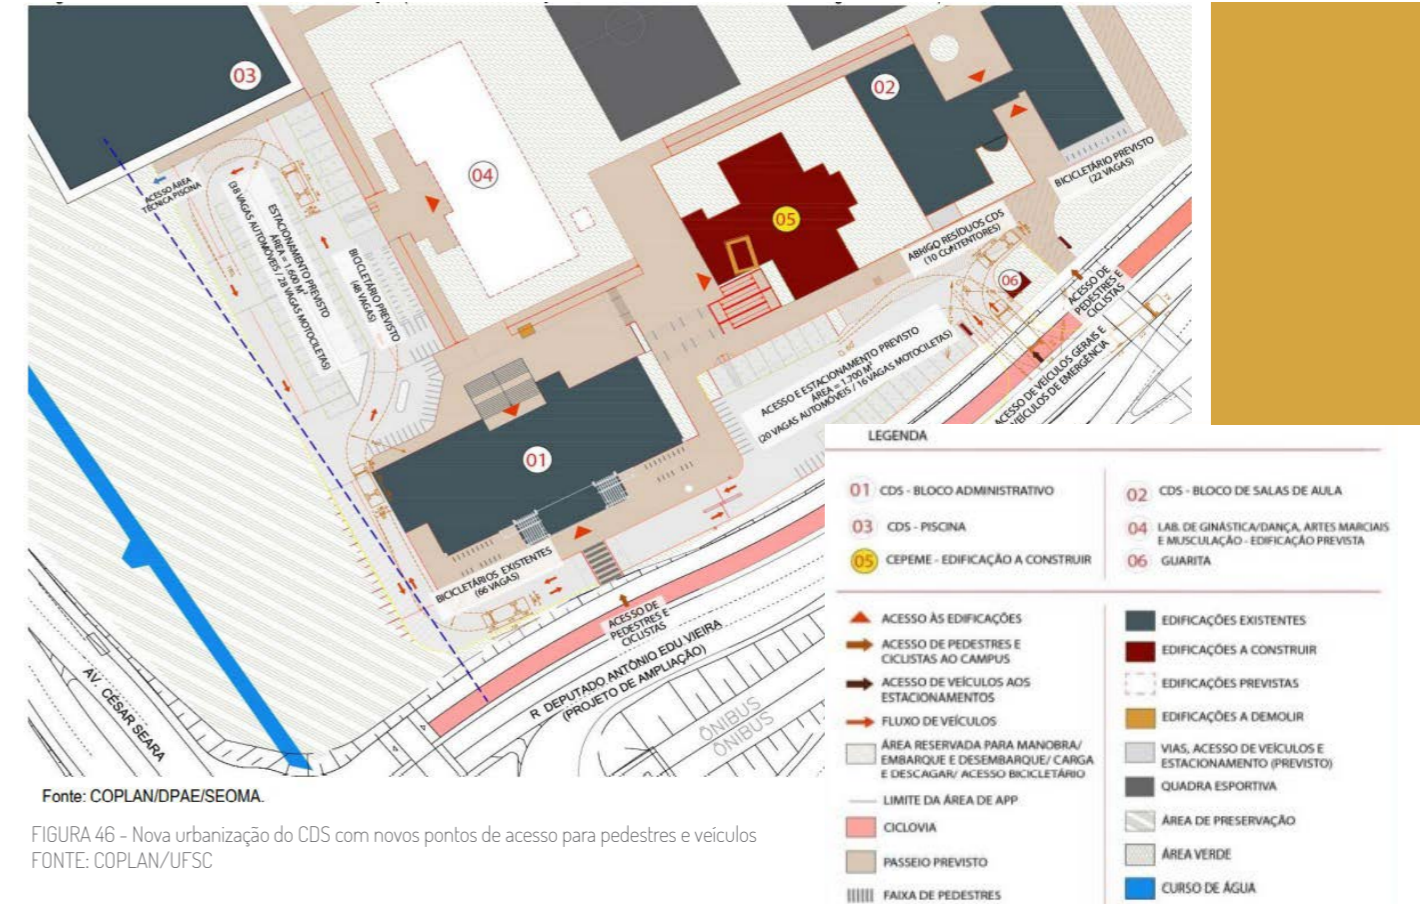 03
02
04
05
06
01
ACESSO ÁREA
TÉCNICA PISCINA
ESTACIONAMENTO PREVISTO
ÁREA = 1.600 M²
(38 VAGAS AUTOMÓVEIS / 28 VAGAS MOTOCILETAS)
BICICLETÁRIO PREVISTO
(48 VAGAS)
BICICLETÁRIO PREVISTO
(22 VAGAS)
ABRIGO RESÍDUOS CDS
(10 CONTENTORES)
ACESSO DE
PEDESTRES E
CICLISTAS
ACESSO E ESTACIONAMENTO PREVISTO
ÁREA = 1.700 M²
(20 VAGAS AUTOMÓVEIS / 16 VAGAS MOTOCILETAS)
ACESSO DE VEÍCULOS GERAIS E
VEÍCULOS DE EMERGÊNCIA
BICICLETÁRIOS EXISTENTES
(66 VAGAS)
ACESSO DE
PEDESTRES E
CICLISTAS
R. DEPUTADO ANTÔNIO EDU VIEIRA
(PROJETO DE AMPLIAÇÃO)
ÔNIBUS
ÔNIBUS
AV. CÉSAR SEARA
LEGENDA
01 CDS - BLOCO ADMINISTRATIVO
02 CDS - BLOCO DE SALAS DE AULA
03 CDS - PISCINA
04 LAB. DE GINÁSTICA/DANÇA, ARTES MARCIAIS
E MUSCULAÇÃO - EDIFICAÇÃO PREVISTA
05 CEPEME - EDIFICAÇÃO A CONSTRUIR
06 GUARITA
ACESSO ÀS EDIFICAÇÕES
ACESSO DE PEDESTRES E
CICLISTAS AO CAMPUS
ACESSO DE VEÍCULOS AOS
ESTACIONAMENTOS
FLUXO DE VEÍCULOS
ÁREA RESERVADA PARA MANOBRA/
EMBARQUE E DESEMBARQUE/ CARGA
E DESCAGAR/ ACESSO BICICLETÁRIO
LIMITE DA ÁREA DE APP
CICLOVIA
PASSEIO PREVISTO
FAIXA DE PEDESTRES
EDIFICAÇÕES EXISTENTES
EDIFICAÇÕES A CONSTRUIR
EDIFICAÇÕES PREVISTAS
EDIFICAÇÕES A DEMOLIR
VIAS, ACESSO DE VEÍCULOS E
ESTACIONAMENTO (PREVISTO)
QUADRA ESPORTIVA
ÁREA DE PRESERVAÇÃO
ÁREA VERDE
CURSO DE ÁGUA
Fonte: COPLAN/DPAE/SEOMA.
FIGURA 46 - Nova urbanização do CDS com novos pontos de acesso para pedestres e veículos
FONTE: COPLAN/UFSC